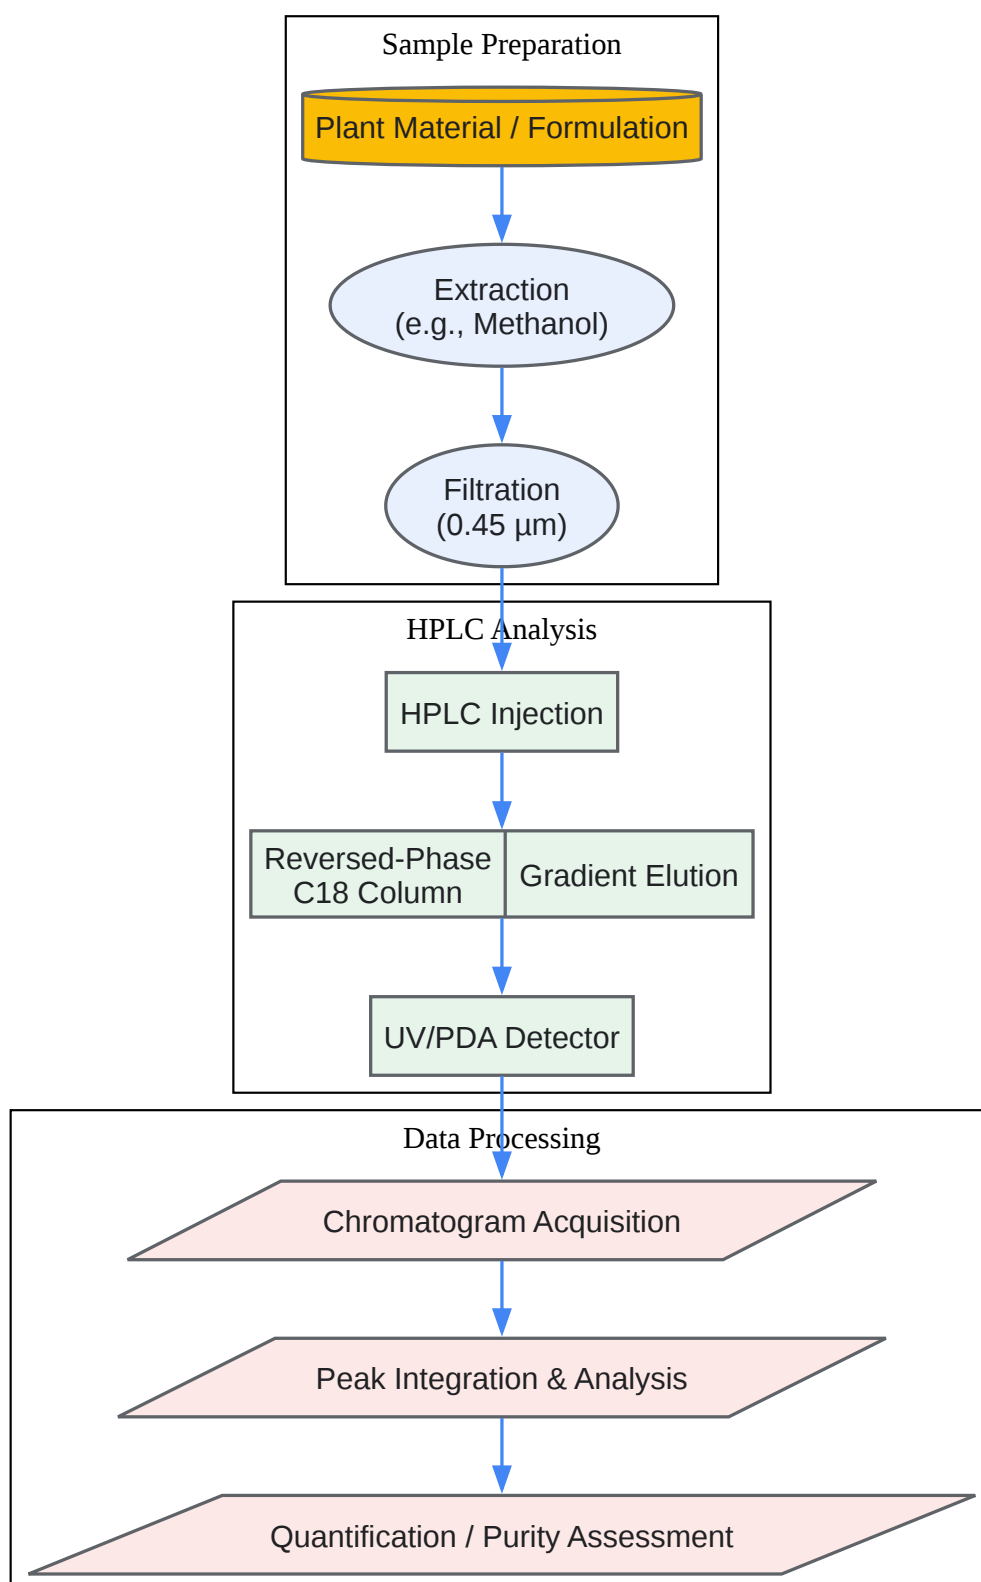 Sample Preparation
Plant Material / Formulation
Extraction
(e.g., Methanol)
Filtration
(0.45 µm)
HPLC Analysis
HPLC Injection
Reversed-Phase
C18 Column
Gradient Elution
UV/PDA Detector
Data Processing
Chromatogram Acquisition
Peak Integration & Analysis
Quantification / Purity Assessment